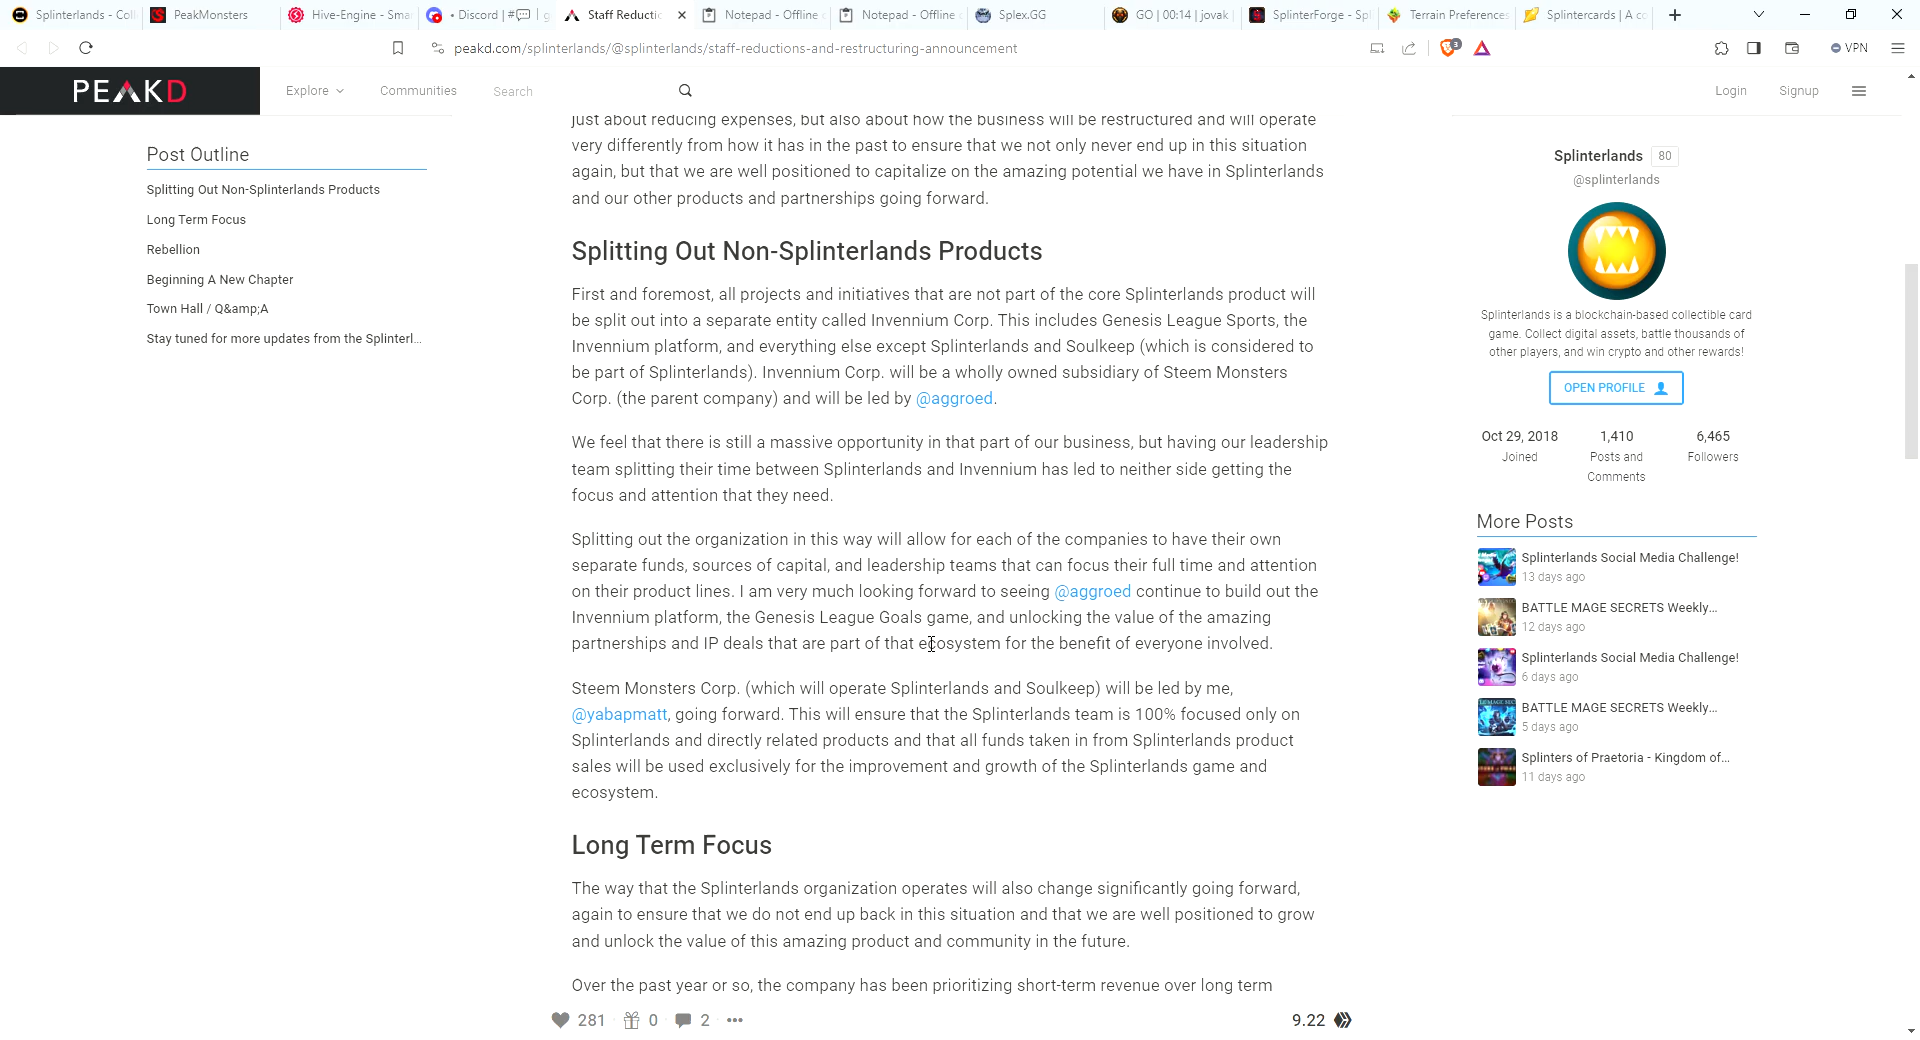 Splinterlands - Coll
PeakMonsters
Hive-Engine - Sma
• Discord | #💬 | g
Staff Reductio
Notepad - Offline
Notepad - Offline
Splex.GG
GO | 00:14 | jovak
SplinterForge - Spl
Terrain Preferences
Splintercards | A co
peakd.com/splinterlands/@splinterlands/staff-reductions-and-restructuring-announcement
3
VPN
PEAKD
Explore
Communities
Search
Login
Signup
Post Outline
Splitting Out Non-Splinterlands Products
Long Term Focus
Rebellion
Beginning A New Chapter
Town Hall / Q&amp;A
Stay tuned for more updates from the Splinterl...
just about reducing expenses, but also about how the business will be restructured and will operate
very differently from how it has in the past to ensure that we not only never end up in this situation
again, but that we are well positioned to capitalize on the amazing potential we have in Splinterlands
and our other products and partnerships going forward.
Splitting Out Non-Splinterlands Products
First and foremost, all projects and initiatives that are not part of the core Splinterlands product will
be split out into a separate entity called Invennium Corp. This includes Genesis League Sports, the
Invennium platform, and everything else except Splinterlands and Soulkeep (which is considered to
be part of Splinterlands). Invennium Corp. will be a wholly owned subsidiary of Steem Monsters
Corp. (the parent company) and will be led by @aggroed.
We feel that there is still a massive opportunity in that part of our business, but having our leadership
team splitting their time between Splinterlands and Invennium has led to neither side getting the
focus and attention that they need.
Splitting out the organization in this way will allow for each of the companies to have their own
separate funds, sources of capital, and leadership teams that can focus their full time and attention
on their product lines. I am very much looking forward to seeing @aggroed continue to build out the
Invennium platform, the Genesis League Goals game, and unlocking the value of the amazing
partnerships and IP deals that are part of that ecosystem for the benefit of everyone involved.
Steem Monsters Corp. (which will operate Splinterlands and Soulkeep) will be led by me,
@yabapmatt, going forward. This will ensure that the Splinterlands team is 100% focused only on
Splinterlands and directly related products and that all funds taken in from Splinterlands product
sales will be used exclusively for the improvement and growth of the Splinterlands game and
ecosystem.
Long Term Focus
The way that the Splinterlands organization operates will also change significantly going forward,
again to ensure that we do not end up back in this situation and that we are well positioned to grow
and unlock the value of this amazing product and community in the future.
Over the past year or so, the company has been prioritizing short-term revenue over long term
281
0
2
9.22
Splinterlands 80
@splinterlands
Splinterlands is a blockchain-based collectible card
game. Collect digital assets, battle thousands of
other players, and win crypto and other rewards!
OPEN PROFILE
Oct 29, 2018
Joined
1,410
Posts and
Comments
6,465
Followers
More Posts
Splinterlands Social Media Challenge!
13 days ago
BATTLE MAGE SECRETS Weekly...
12 days ago
Splinterlands Social Media Challenge!
6 days ago
BATTLE MAGE SECRETS Weekly...
5 days ago
Splinters of Praetoria - Kingdom of...
11 days ago